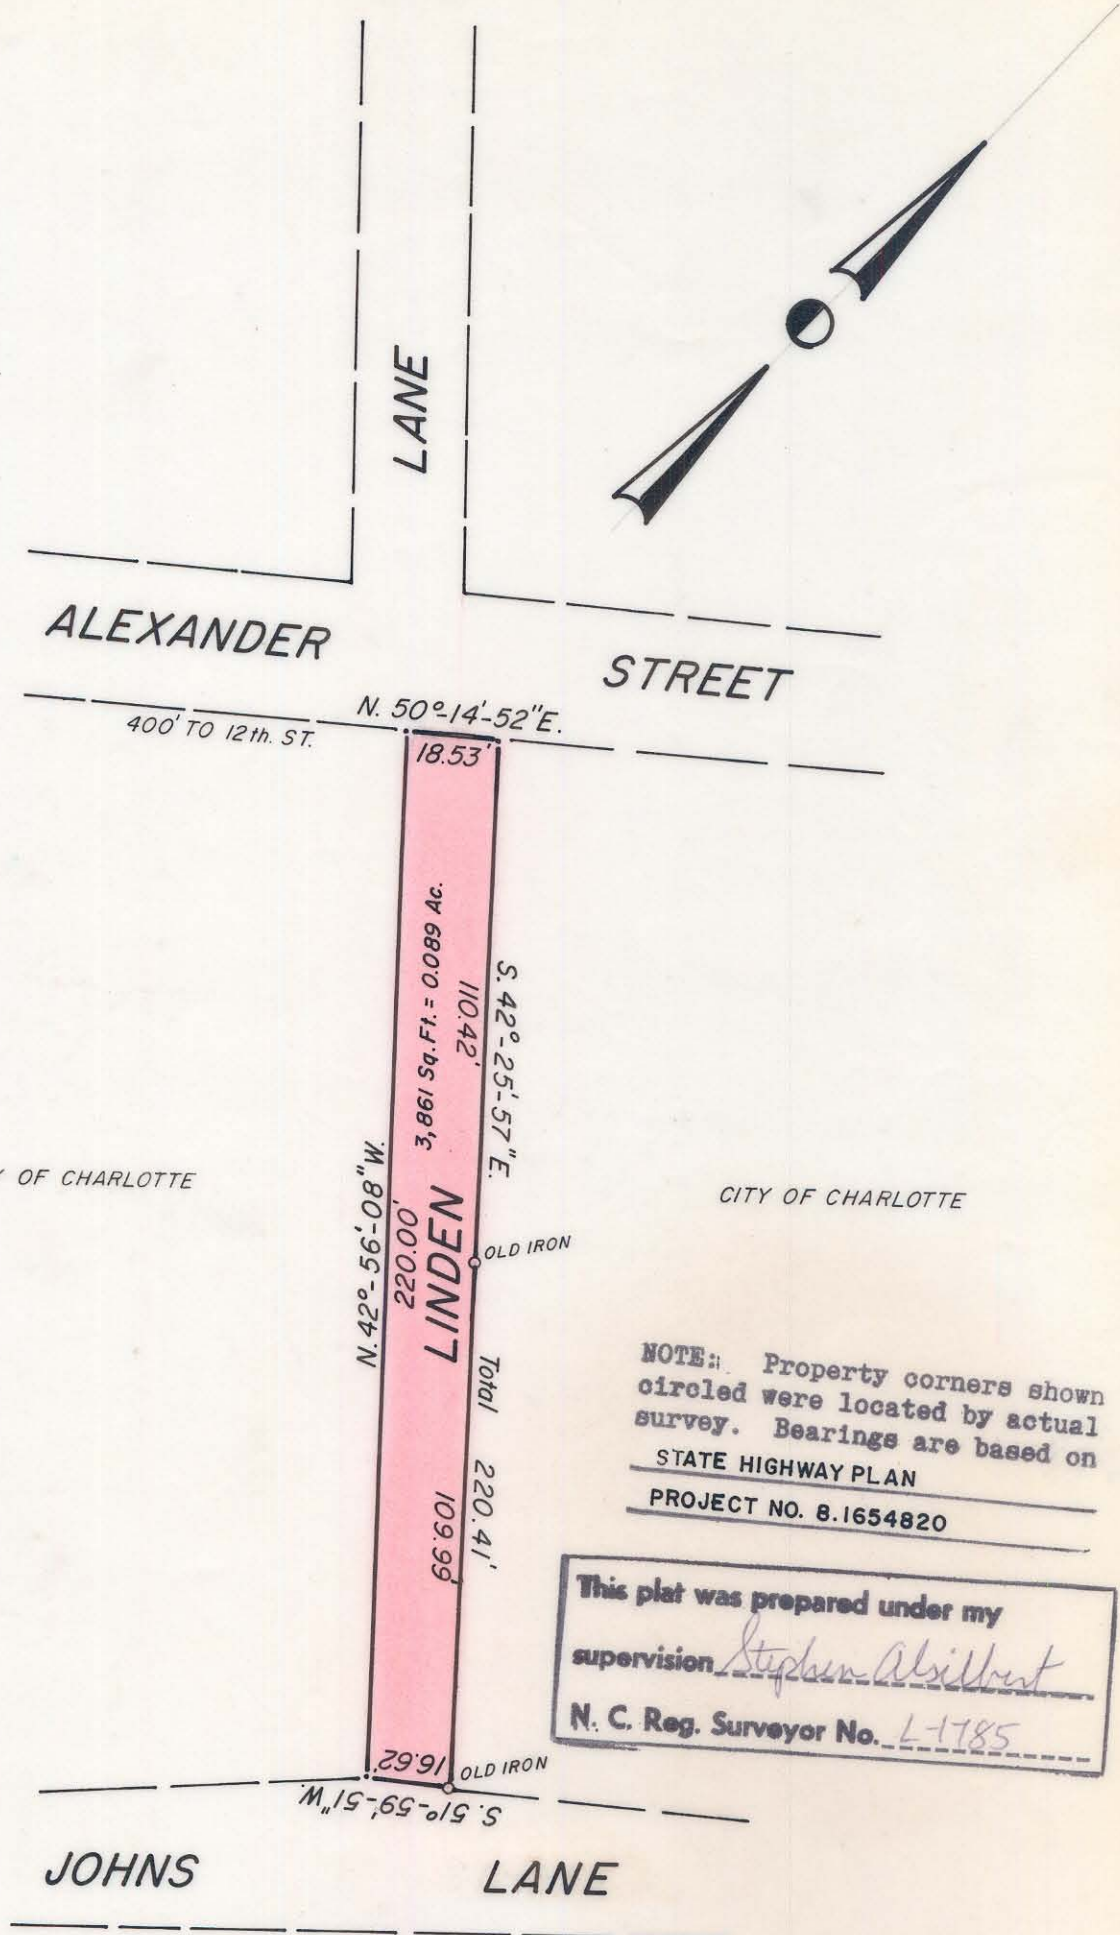 LANE
ALEXANDER
STREET
N. 50°-14'-52"E.
400' TO 12th. ST.
18.53'
3,861 Sq. Ft. = 0.089 Ac.
110.42'
S. 42°-25'-57"E.
Y OF CHARLOTTE
CITY OF CHARLOTTE
N. 42°-56'-08"W.
220.00'
LINDEN
OLD IRON
Total 220.41'
109.99'
NOTE: Property corners shown
circled were located by actual
survey. Bearings are based on
STATE HIGHWAY PLAN
PROJECT NO. 8.1654820
This plat was prepared under my
supervision Stephen
N. C. Reg. Surveyor No. L-1785
16.62'
OLD IRON
S. 51°-59'-51"W.
JOHNS
LANE